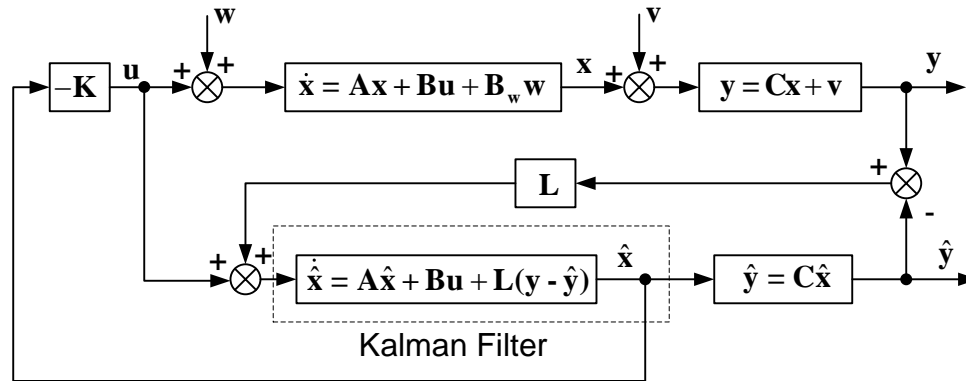 w
v
−K
u
+
+
ẋ = Ax + Bu + B_w w
x
+
+
y = Cx + v
y
L
+
-
+
+
x̂̇ = Ax̂ + Bu + L(y - ŷ)
x̂
ŷ = Cx̂
ŷ
Kalman Filter